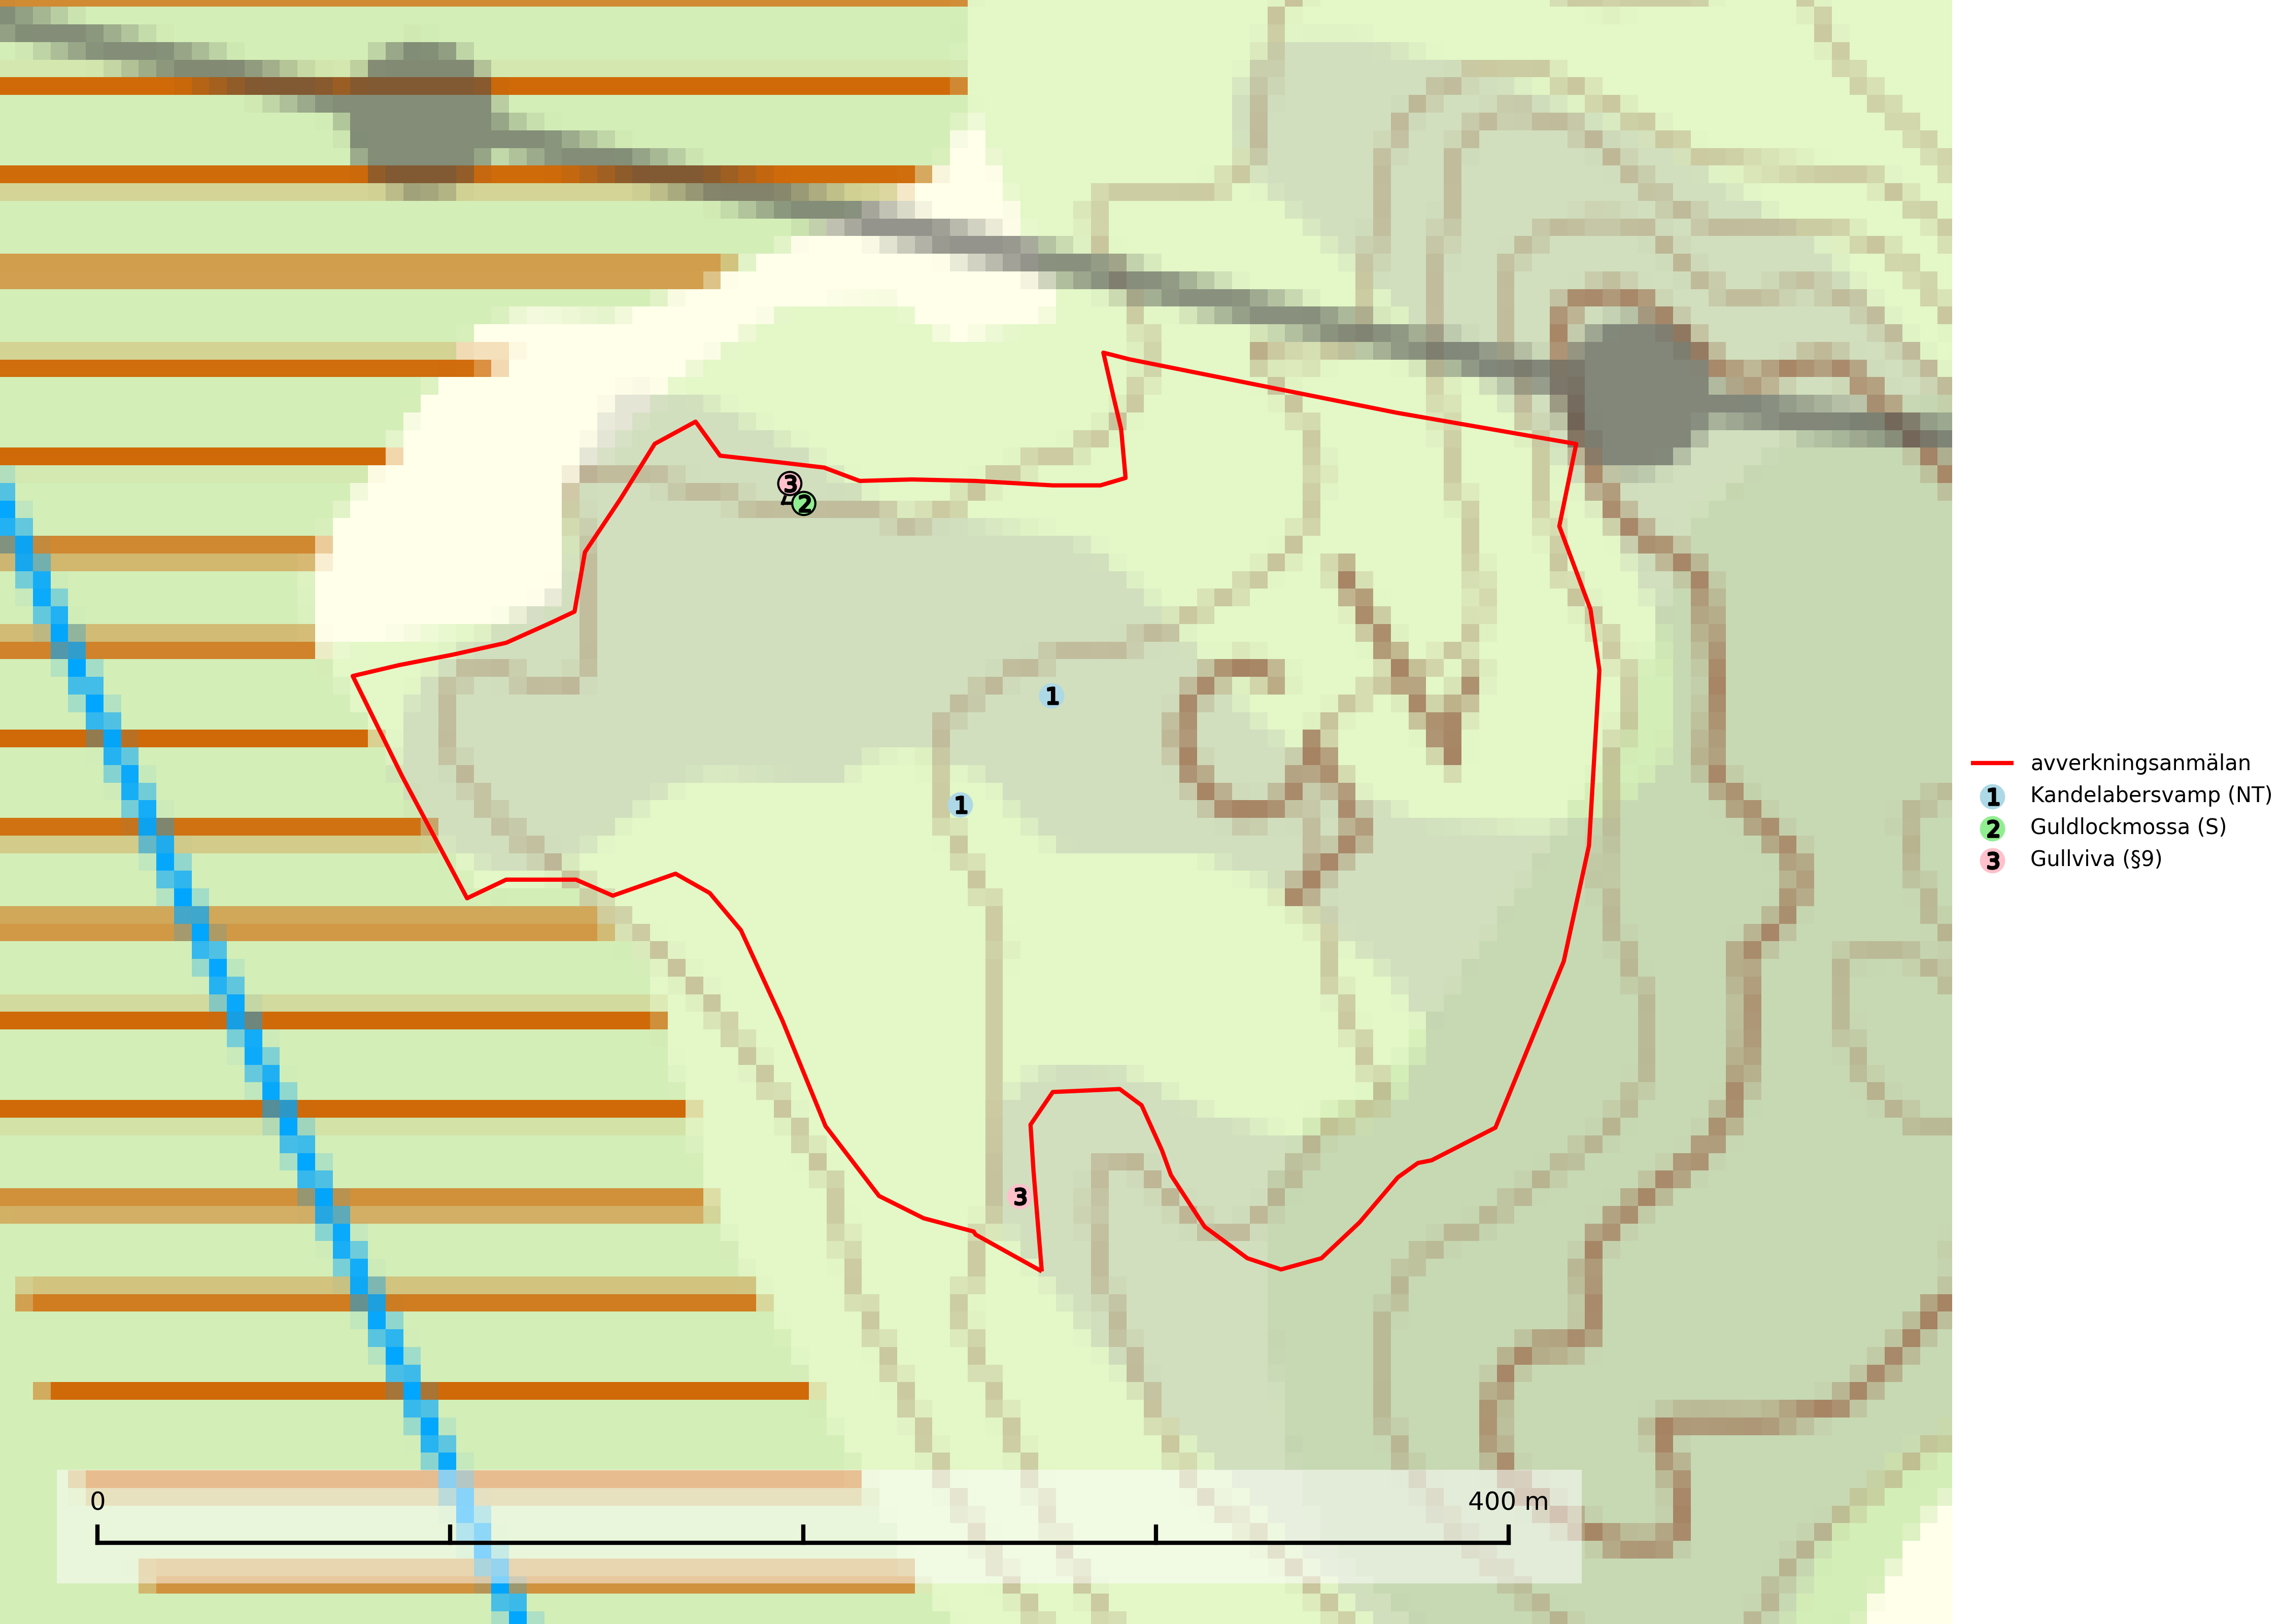 3
2
1
1
3
avverkningsanmälan
1 Kandelabersvamp (NT)
2 Guldlockmossa (S)
3 Gullviva (§9)
0 400 m